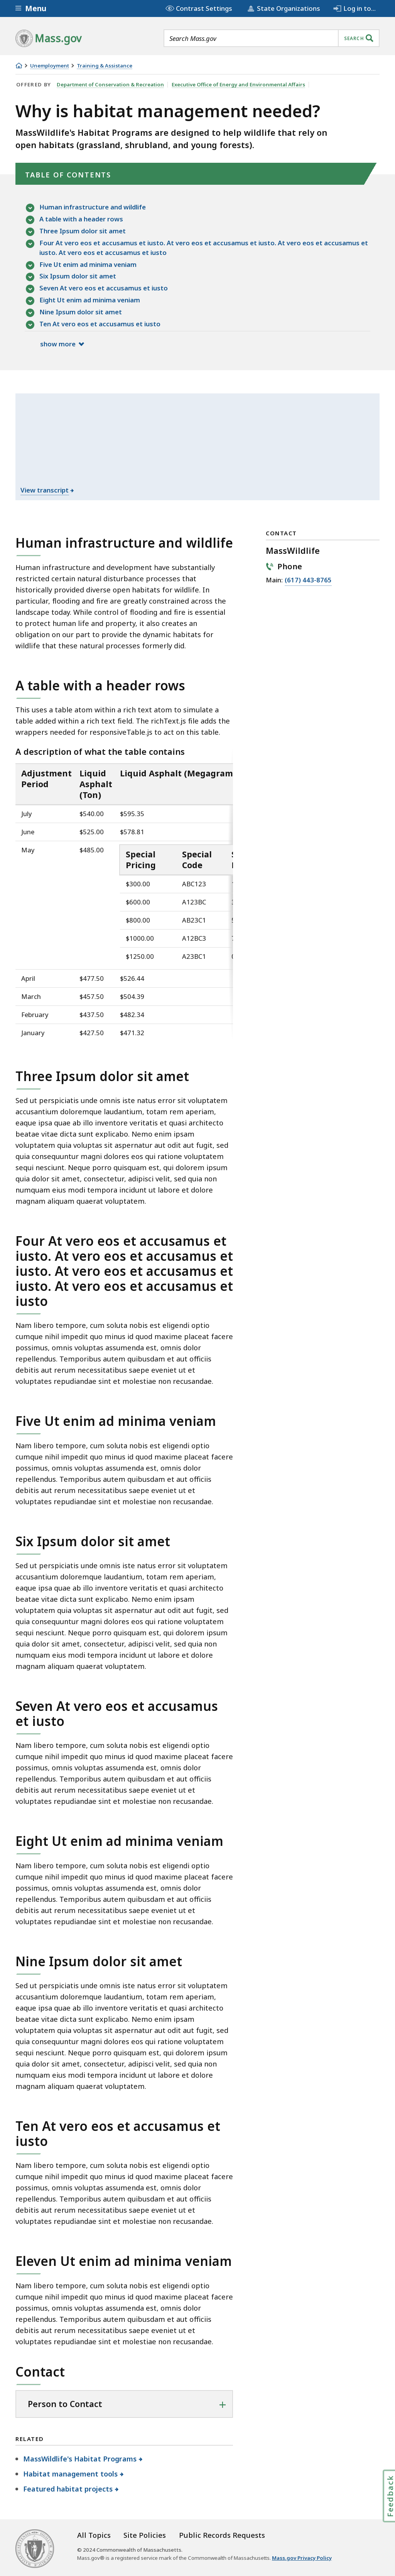 Menu
Contrast Settings
State Organizations
Log in to...
Mass.gov
Search Mass.gov
SEARCH
Unemployment
Training & Assistance
OFFERED BY Department of Conservation & Recreation Executive Office of Energy and Environmental Affairs
Why is habitat management needed?
MassWildlife's Habitat Programs are designed to help wildlife that rely on
open habitats (grassland, shrubland, and young forests).
TABLE OF CONTENTS
Human infrastructure and wildlife
A table with a header rows
Three Ipsum dolor sit amet
Four At vero eos et accusamus et iusto. At vero eos et accusamus et iusto. At vero eos et accusamus et
iusto. At vero eos et accusamus et iusto
Five Ut enim ad minima veniam
Six Ipsum dolor sit amet
Seven At vero eos et accusamus et iusto
Eight Ut enim ad minima veniam
Nine Ipsum dolor sit amet
Ten At vero eos et accusamus et iusto
show more
View transcript
Human infrastructure and wildlife
Human infrastructure and development have substantially
restricted certain natural disturbance processes that
historically provided diverse open habitats for wildlife. In
particular, flooding and fire are greatly constrained across the
landscape today. While control of flooding and fire is essential
to protect human life and property, it also creates an
obligation on our part to provide the dynamic habitats for
wildlife that these natural processes formerly did.
CONTACT
MassWildlife
Phone
Main: (617) 443-8765
A table with a header rows
This uses a table atom within a rich text atom to simulate a
table added within a rich text field. The richText.js file adds the
wrappers needed for responsiveTable.js to act on this table.
A description of what the table contains
Adjustment Period Liquid Asphalt (Ton) Liquid Asphalt (Megagram
July $540.00 $595.35
June $525.00 $578.81
May $485.00
Special Pricing Special Code
$300.00 ABC123
$600.00 A123BC
$800.00 AB23C1
$1000.00 A12BC3
$1250.00 A23BC1
April $477.50 $526.44
March $457.50 $504.39
February $437.50 $482.34
January $427.50 $471.32
Three Ipsum dolor sit amet
Sed ut perspiciatis unde omnis iste natus error sit voluptatem
accusantium doloremque laudantium, totam rem aperiam,
eaque ipsa quae ab illo inventore veritatis et quasi architecto
beatae vitae dicta sunt explicabo. Nemo enim ipsam
voluptatem quia voluptas sit aspernatur aut odit aut fugit, sed
quia consequuntur magni dolores eos qui ratione voluptatem
sequi nesciunt. Neque porro quisquam est, qui dolorem ipsum
quia dolor sit amet, consectetur, adipisci velit, sed quia non
numquam eius modi tempora incidunt ut labore et dolore
magnam aliquam quaerat voluptatem.
Four At vero eos et accusamus et
iusto. At vero eos et accusamus et
iusto. At vero eos et accusamus et
iusto. At vero eos et accusamus et
iusto
Nam libero tempore, cum soluta nobis est eligendi optio
cumque nihil impedit quo minus id quod maxime placeat facere
possimus, omnis voluptas assumenda est, omnis dolor
repellendus. Temporibus autem quibusdam et aut officiis
debitis aut rerum necessitatibus saepe eveniet ut et
voluptates repudiandae sint et molestiae non recusandae.
Five Ut enim ad minima veniam
Nam libero tempore, cum soluta nobis est eligendi optio
cumque nihil impedit quo minus id quod maxime placeat facere
possimus, omnis voluptas assumenda est, omnis dolor
repellendus. Temporibus autem quibusdam et aut officiis
debitis aut rerum necessitatibus saepe eveniet ut et
voluptates repudiandae sint et molestiae non recusandae.
Six Ipsum dolor sit amet
Sed ut perspiciatis unde omnis iste natus error sit voluptatem
accusantium doloremque laudantium, totam rem aperiam,
eaque ipsa quae ab illo inventore veritatis et quasi architecto
beatae vitae dicta sunt explicabo. Nemo enim ipsam
voluptatem quia voluptas sit aspernatur aut odit aut fugit, sed
quia consequuntur magni dolores eos qui ratione voluptatem
sequi nesciunt. Neque porro quisquam est, qui dolorem ipsum
quia dolor sit amet, consectetur, adipisci velit, sed quia non
numquam eius modi tempora incidunt ut labore et dolore
magnam aliquam quaerat voluptatem.
Seven At vero eos et accusamus
et iusto
Nam libero tempore, cum soluta nobis est eligendi optio
cumque nihil impedit quo minus id quod maxime placeat facere
possimus, omnis voluptas assumenda est, omnis dolor
repellendus. Temporibus autem quibusdam et aut officiis
debitis aut rerum necessitatibus saepe eveniet ut et
voluptates repudiandae sint et molestiae non recusandae.
Eight Ut enim ad minima veniam
Nam libero tempore, cum soluta nobis est eligendi optio
cumque nihil impedit quo minus id quod maxime placeat facere
possimus, omnis voluptas assumenda est, omnis dolor
repellendus. Temporibus autem quibusdam et aut officiis
debitis aut rerum necessitatibus saepe eveniet ut et
voluptates repudiandae sint et molestiae non recusandae.
Nine Ipsum dolor sit amet
Sed ut perspiciatis unde omnis iste natus error sit voluptatem
accusantium doloremque laudantium, totam rem aperiam,
eaque ipsa quae ab illo inventore veritatis et quasi architecto
beatae vitae dicta sunt explicabo. Nemo enim ipsam
voluptatem quia voluptas sit aspernatur aut odit aut fugit, sed
quia consequuntur magni dolores eos qui ratione voluptatem
sequi nesciunt. Neque porro quisquam est, qui dolorem ipsum
quia dolor sit amet, consectetur, adipisci velit, sed quia non
numquam eius modi tempora incidunt ut labore et dolore
magnam aliquam quaerat voluptatem.
Ten At vero eos et accusamus et
iusto
Nam libero tempore, cum soluta nobis est eligendi optio
cumque nihil impedit quo minus id quod maxime placeat facere
possimus, omnis voluptas assumenda est, omnis dolor
repellendus. Temporibus autem quibusdam et aut officiis
debitis aut rerum necessitatibus saepe eveniet ut et
voluptates repudiandae sint et molestiae non recusandae.
Eleven Ut enim ad minima veniam
Nam libero tempore, cum soluta nobis est eligendi optio
cumque nihil impedit quo minus id quod maxime placeat facere
possimus, omnis voluptas assumenda est, omnis dolor
repellendus. Temporibus autem quibusdam et aut officiis
debitis aut rerum necessitatibus saepe eveniet ut et
voluptates repudiandae sint et molestiae non recusandae.
Contact
Person to Contact
RELATED
MassWildlife's Habitat Programs
Habitat management tools
Featured habitat projects
Feedback
All Topics Site Policies Public Records Requests
© 2024 Commonwealth of Massachusetts.
Mass.gov® is a registered service mark of the Commonwealth of Massachusetts. Mass.gov Privacy Policy